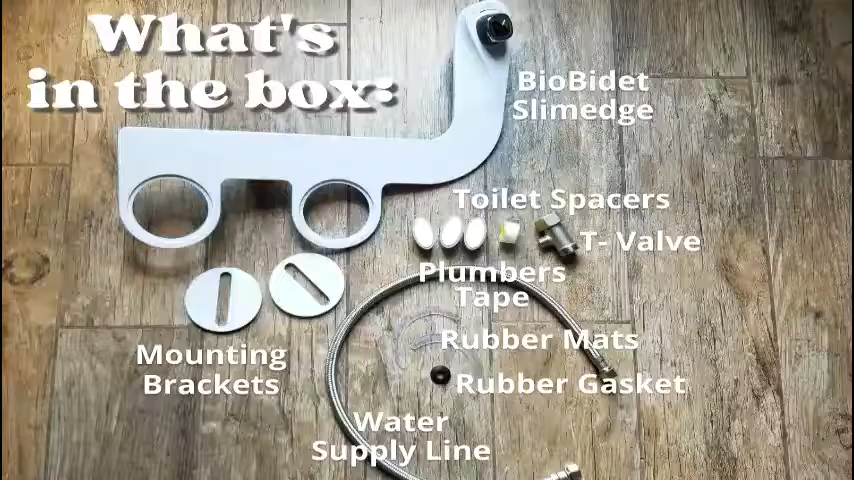 What's
in the box:
BioBidet
Slimedge
Toilet Spacers
T- Valve
Plumbers
Tape
Rubber Mats
Mounting
Brackets
Rubber Gasket
Water
Supply Line